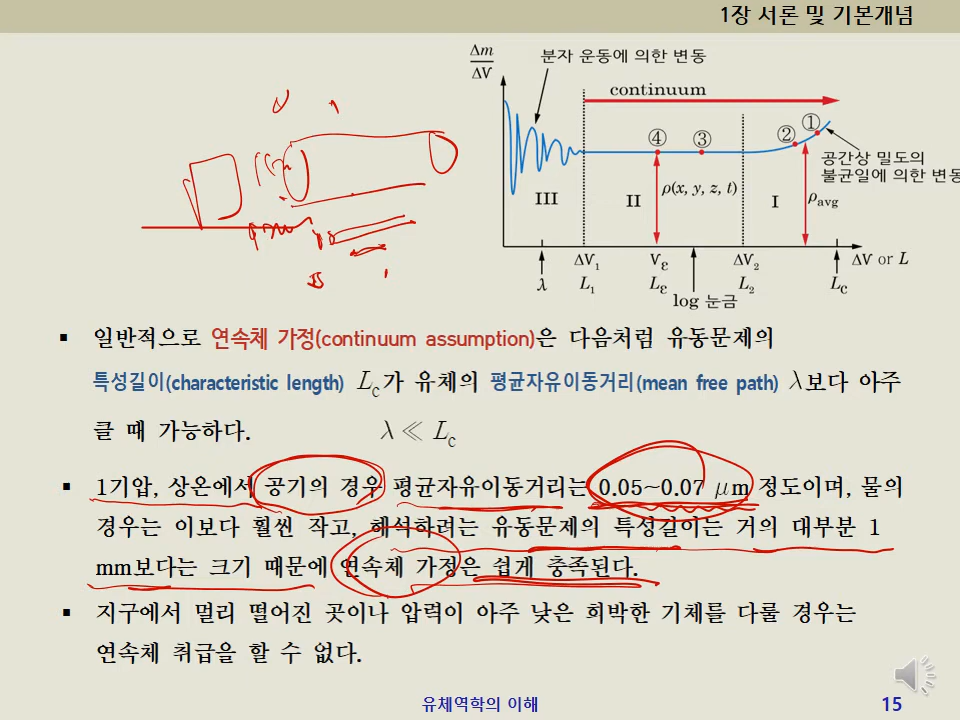 1장 서론 및 기본개념
Δm/ΔV
분자 운동에 의한 변동
continuum
④ ③ ② ①
공간상 밀도의
불균일에 의한 변동
ρ(x, y, z, t)
ρavg
III II I
ΔV1 Vε ΔV2 ΔV or L
λ L1 Lε L2 Lc
log 눈금
▪ 일반적으로 연속체 가정(continuum assumption)은 다음처럼 유동문제의
특성길이(characteristic length) LC가 유체의 평균자유이동거리(mean free path) λ보다 아주
클 때 가능하다. λ ≪ LC
▪ 1기압, 상온에서 공기의 경우 평균자유이동거리는 0.05~0.07 μm 정도이며, 물의
경우는 이보다 훨씬 작고, 해석하려는 유동문제의 특성길이는 거의 대부분 1
mm보다는 크기 때문에 연속체 가정은 쉽게 충족된다.
▪ 지구에서 멀리 떨어진 곳이나 압력이 아주 낮은 희박한 기체를 다룰 경우는
연속체 취급을 할 수 없다.
유체역학의 이해
15